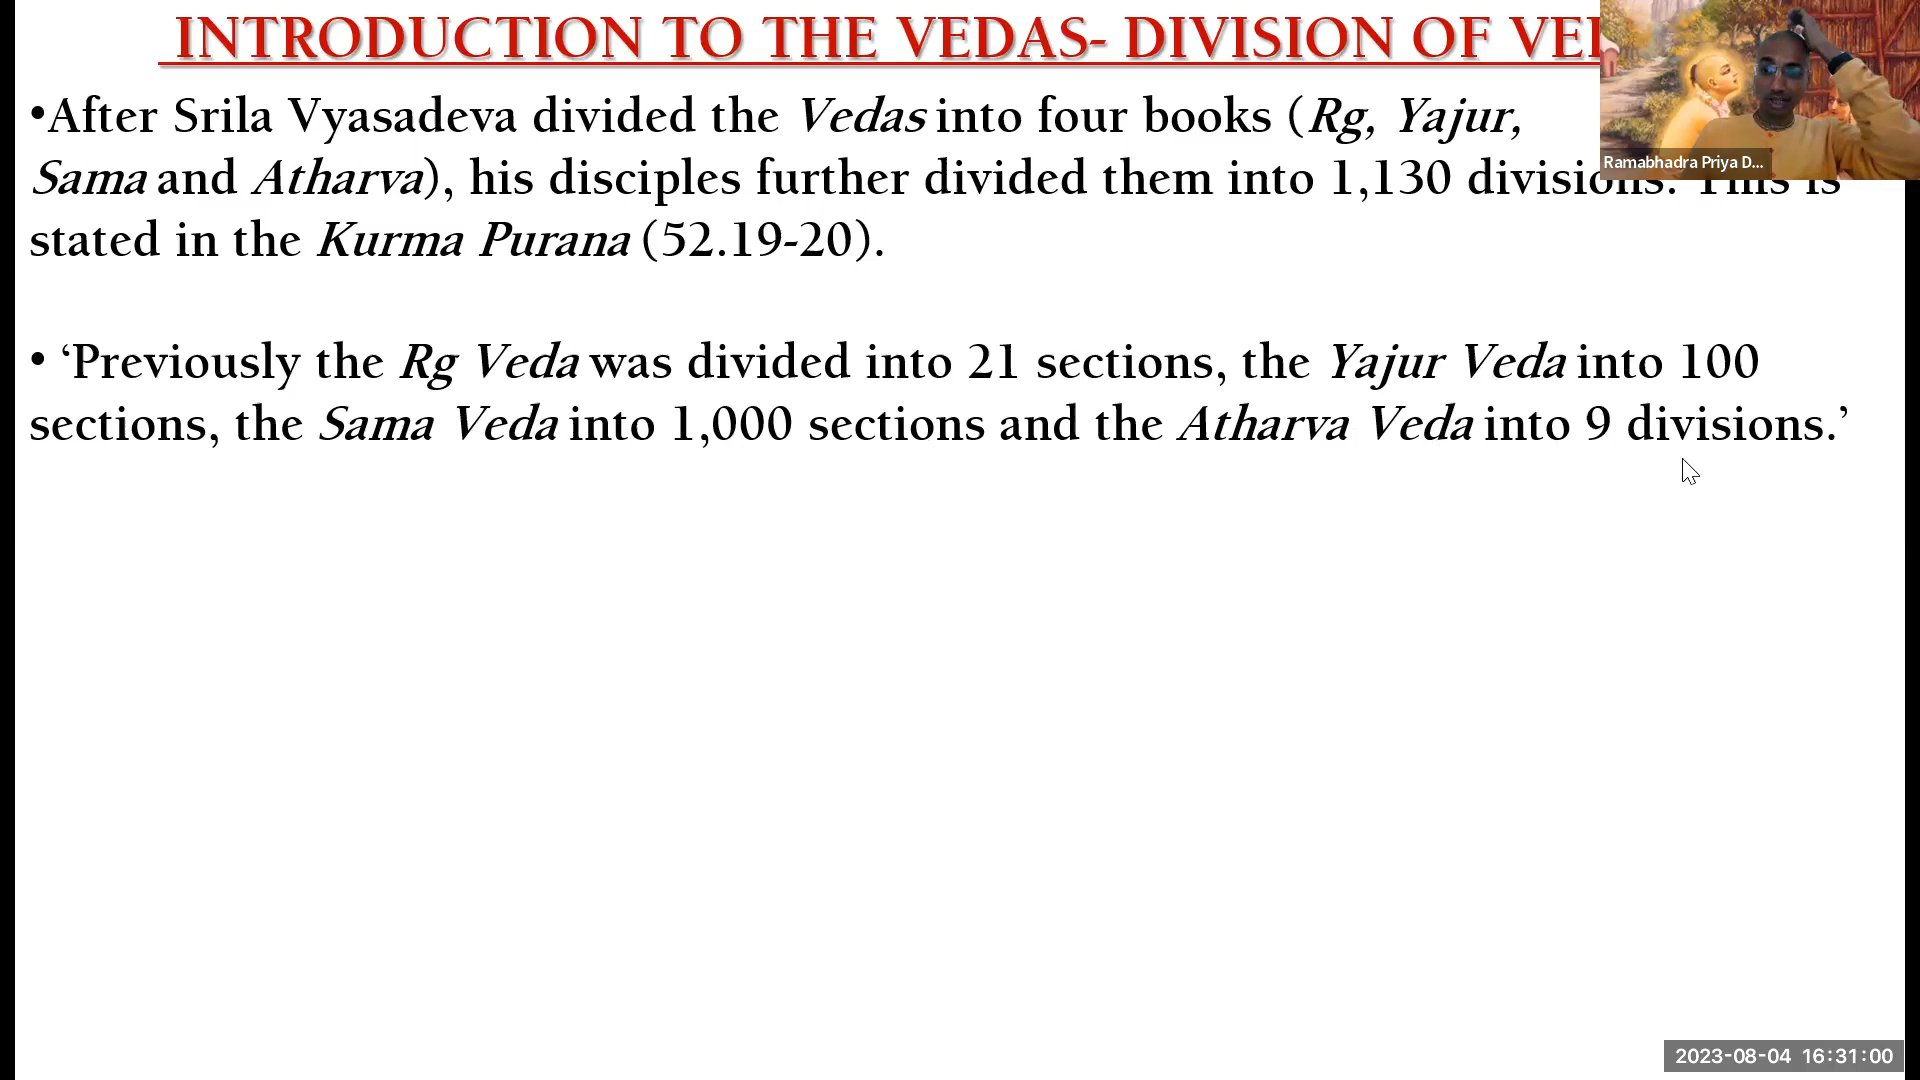 INTRODUCTION TO THE VEDAS- DIVISION OF
•After Srila Vyasadeva divided the Vedas into four books (Rg, Yajur,
Sama and Atharva), his disciples further divided them into 1,130 divisions. This is
stated in the Kurma Purana (52.19-20).
• ‘Previously the Rg Veda was divided into 21 sections, the Yajur Veda into 100
sections, the Sama Veda into 1,000 sections and the Atharva Veda into 9 divisions.’
Ramabhadra Priya D...
2023-08-04 16:31:00